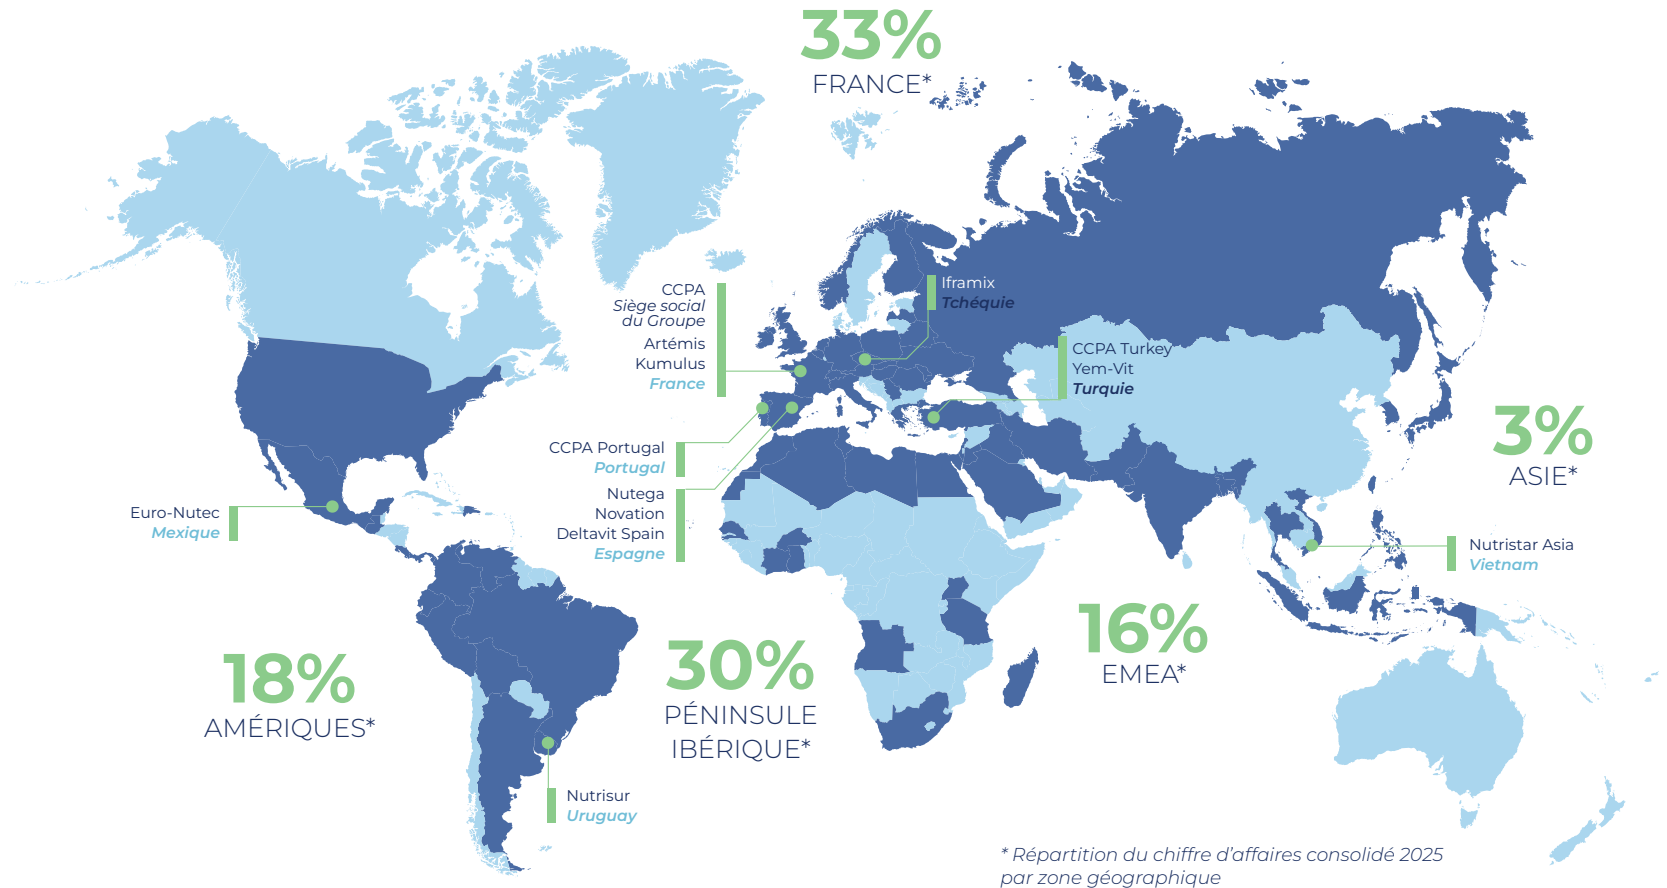 33%
FRANCE*
CCPA
Siège social
du Groupe
Artémis
Kumulus
France
Iframix
Tchéquie
CCPA Turkey
Yem-Vit
Turquie
3%
ASIE*
CCPA Portugal
Portugal
Nutega
Novation
Deltavit Spain
Espagne
Euro-Nutec
Mexique
Nutristar Asia
Vietnam
16%
EMEA*
18%
AMÉRIQUES*
30%
PÉNINSULE
IBÉRIQUE*
Nutrisur
Uruguay
* Répartition du chiffre d’affaires consolidé 2025
par zone géographique